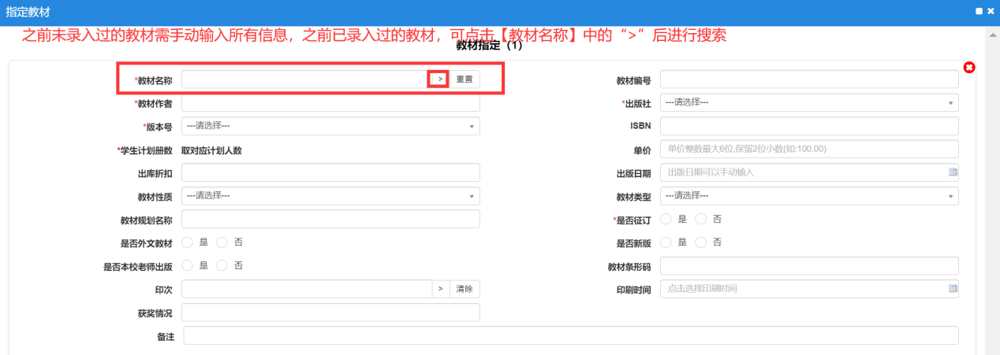 指定教材
之前未录入过的教材需手动输入所有信息，之前已录入过的教材，可点击【教材名称】中的“>”后进行搜索
教材指定（1）
*教材名称 > 重置 教材编号
*教材作者 *出版社 ---请选择---
*版本号 ---请选择--- ISBN
*学生计划册数 取对应计划人数 单价 单价整数最大6位,保留2位小数(如:100.00)
出库折扣 出版日期 出版日期可以手动输入
教材性质 ---请选择--- 教材类型 ---请选择---
教材规划名称 *是否征订 是 否
是否外文教材 是 否 是否新版 是 否
是否本校老师出版 是 否 教材条形码
印次 > 清除 印刷时间 点击选择印刷时间
获奖情况
备注